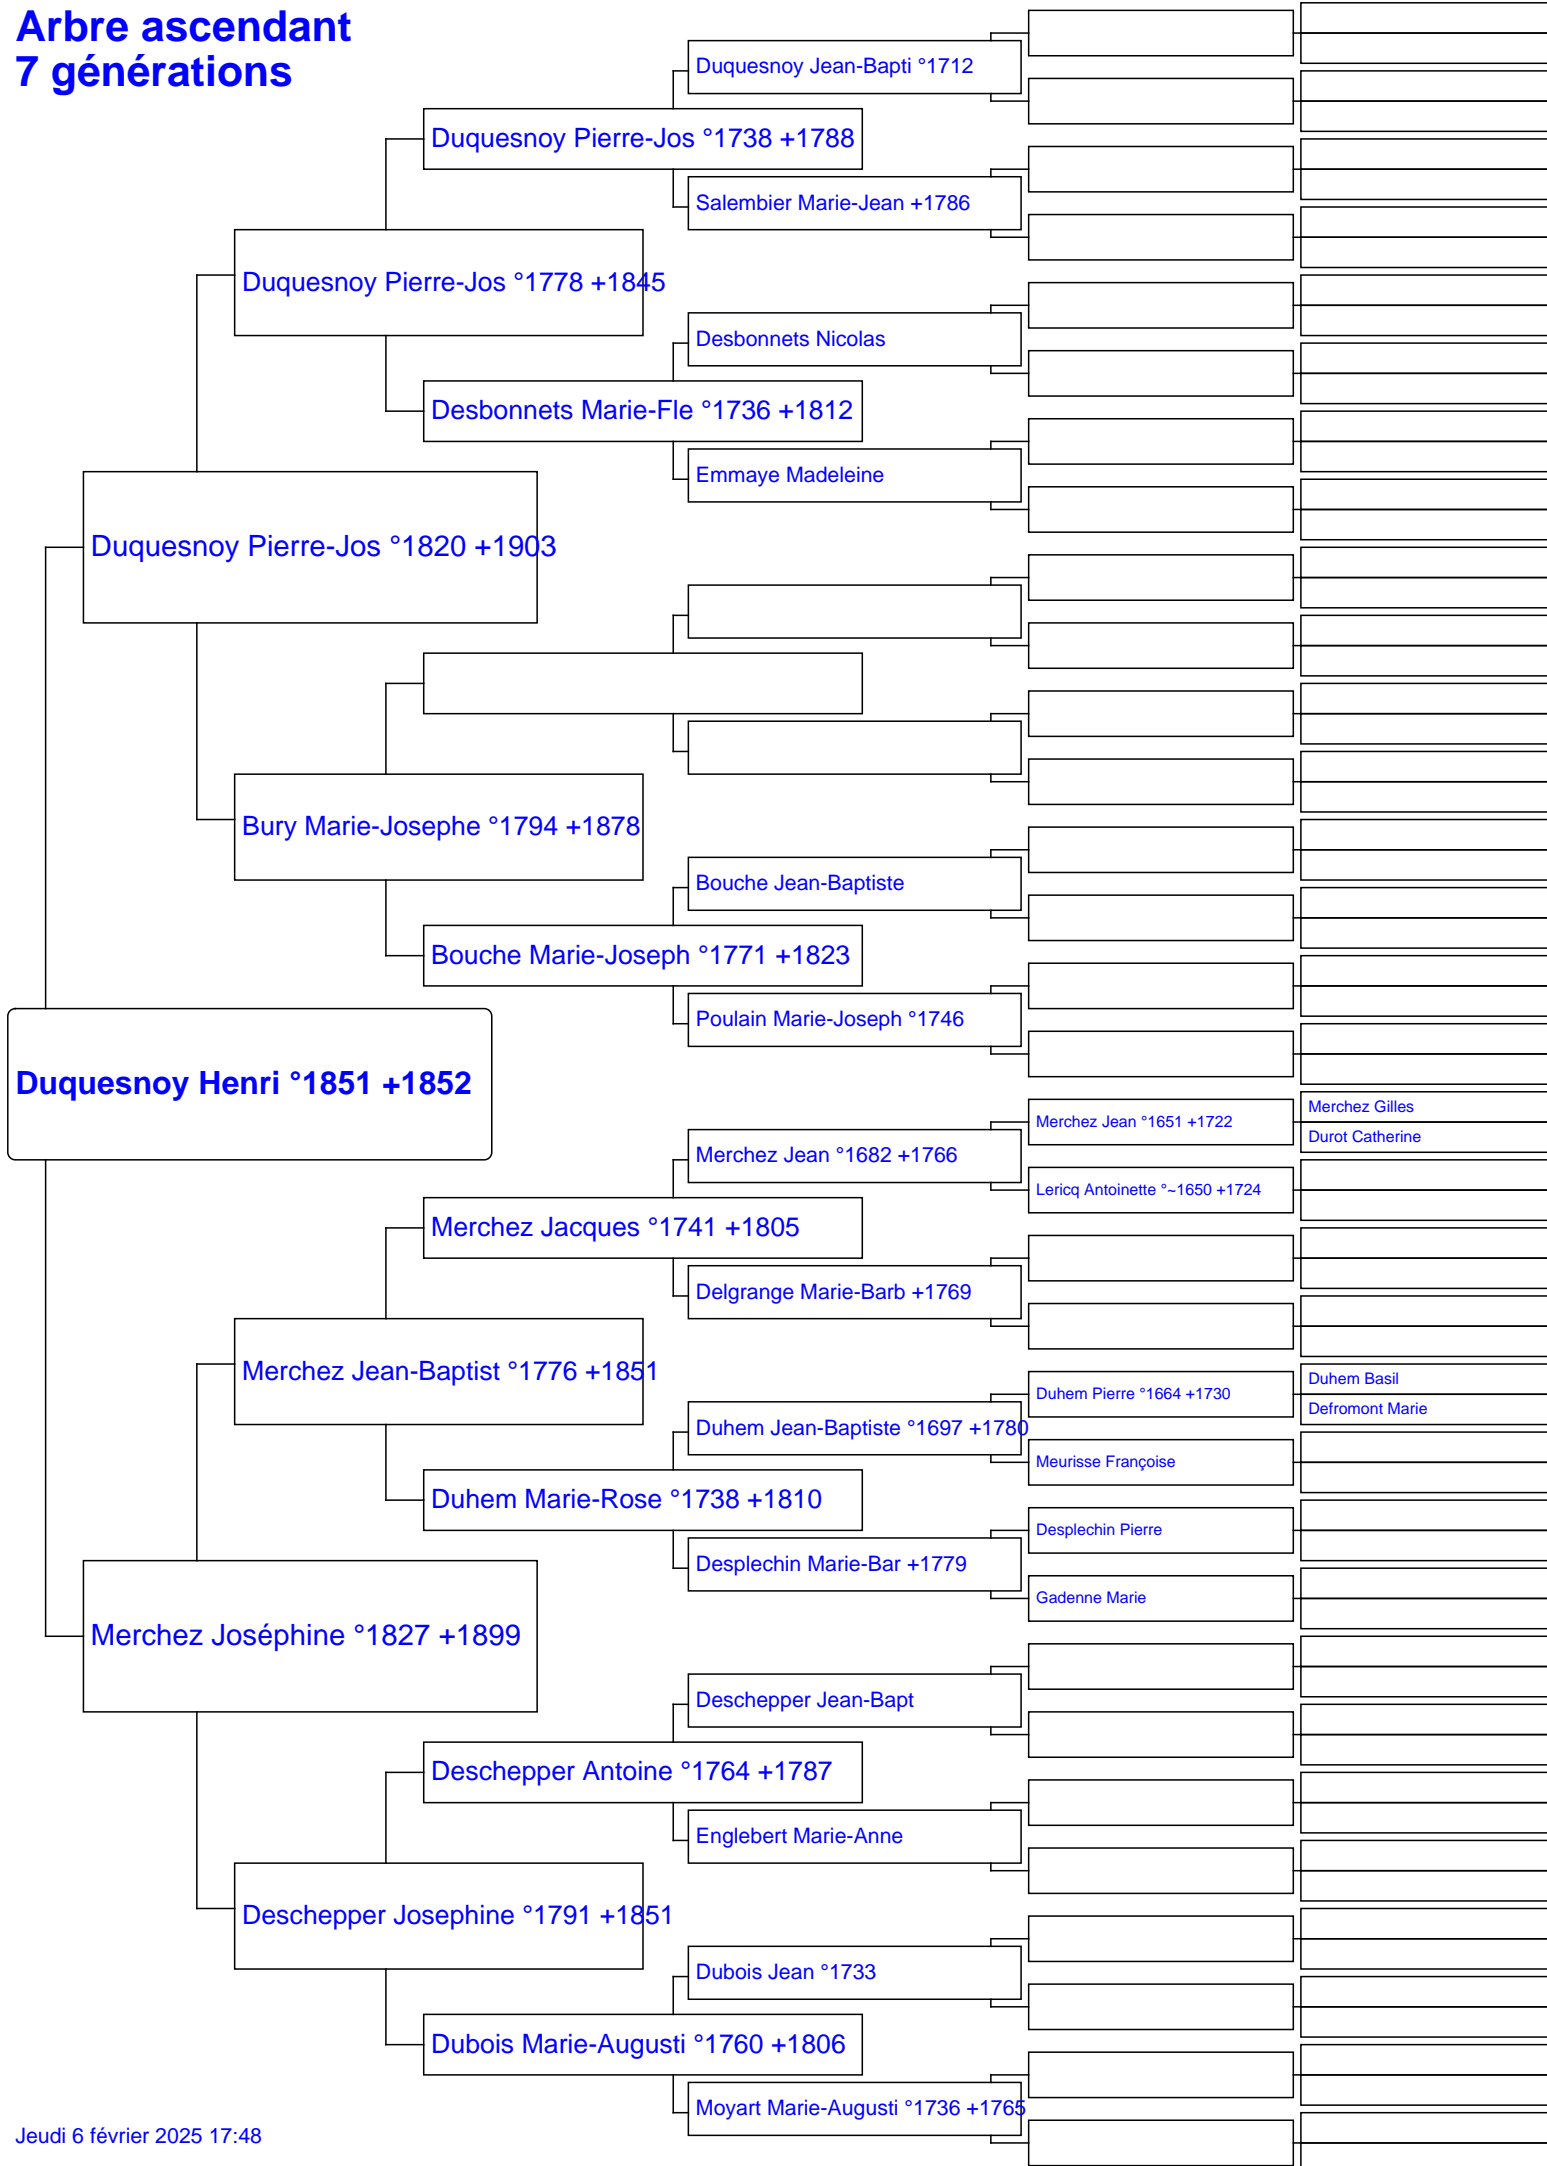 Arbre ascendant
7 générations
Duquesnoy Jean-Bapti °1712
Duquesnoy Pierre-Jos °1738 +1788
Salembier Marie-Jean +1786
Duquesnoy Pierre-Jos °1778 +1845
Desbonnets Nicolas
Desbonnets Marie-Fle °1736 +1812
Emmaye Madeleine
Duquesnoy Pierre-Jos °1820 +1903
Bury Marie-Josephe °1794 +1878
Bouche Jean-Baptiste
Bouche Marie-Joseph °1771 +1823
Poulain Marie-Joseph °1746
Duquesnoy Henri °1851 +1852
Merchez Gilles
Merchez Jean °1651 +1722
Durot Catherine
Merchez Jean °1682 +1766
Lericq Antoinette °~1650 +1724
Merchez Jacques °1741 +1805
Delgrange Marie-Barb +1769
Merchez Jean-Baptist °1776 +1851
Duhem Basil
Duhem Pierre °1664 +1730
Defromont Marie
Duhem Jean-Baptiste °1697 +1780
Meurisse Françoise
Duhem Marie-Rose °1738 +1810
Desplechin Pierre
Desplechin Marie-Bar +1779
Gadenne Marie
Merchez Joséphine °1827 +1899
Deschepper Jean-Bapt
Deschepper Antoine °1764 +1787
Englebert Marie-Anne
Deschepper Josephine °1791 +1851
Dubois Jean °1733
Dubois Marie-Augusti °1760 +1806
Moyart Marie-Augusti °1736 +1765
Jeudi 6 février 2025 17:48